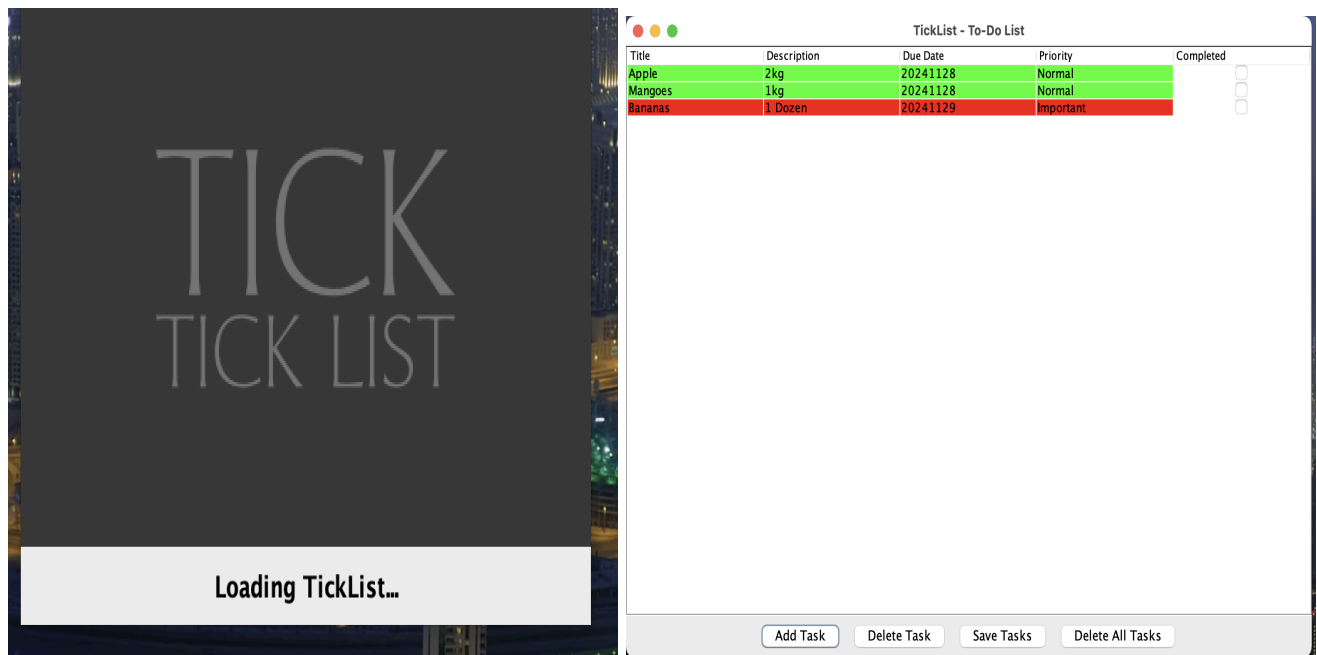 TICK
TICK LIST
Loading TickList...
TickList - To-Do List
Title Description Due Date Priority Completed
Apple 2kg 20241128 Normal
Mangoes 1kg 20241128 Normal
Bananas 1 Dozen 20241129 Important
Add Task Delete Task Save Tasks Delete All Tasks